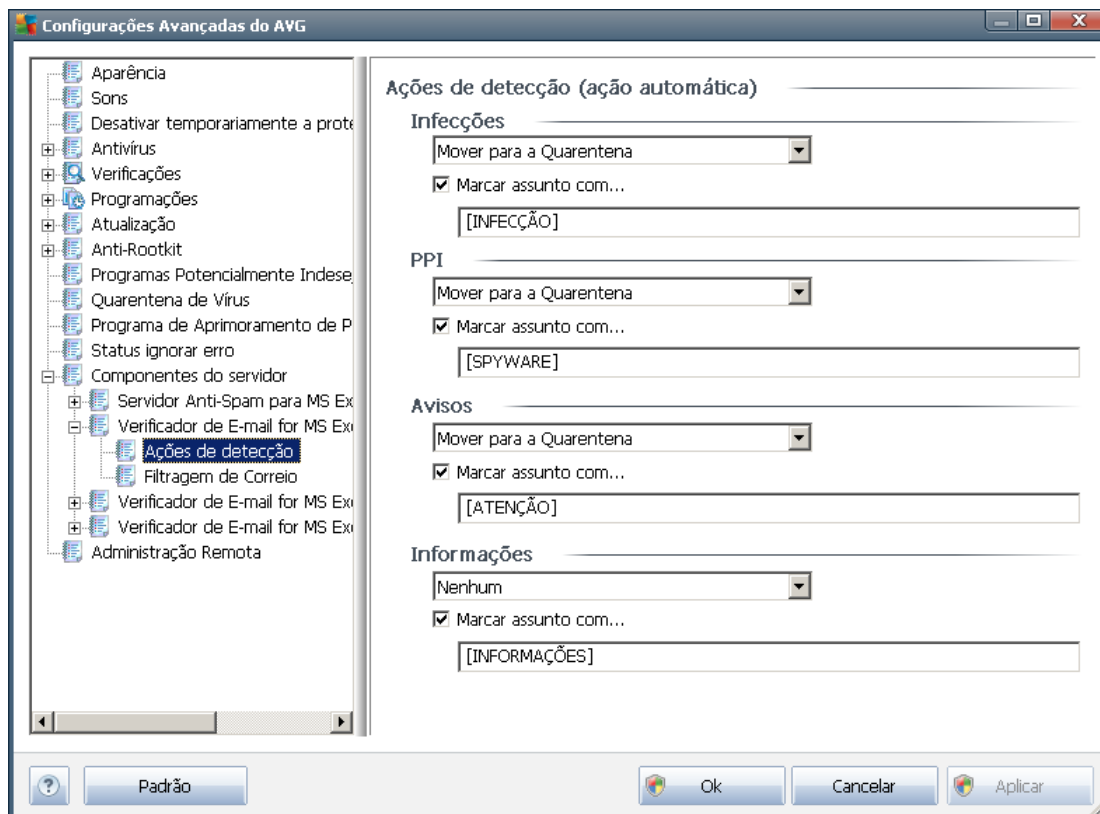 Configurações Avançadas do AVG
Aparência
Sons
Desativar temporariamente a prote
Antivírus
Verificações
Programações
Atualização
Anti-Rootkit
Programas Potencialmente Indese
Quarentena de Vírus
Programa de Aprimoramento de P
Status ignorar erro
Componentes do servidor
Servidor Anti-Spam para MS Ex
Verificador de E-mail for MS Ex
Ações de detecção
Filtragem de Correio
Verificador de E-mail for MS Ex
Verificador de E-mail for MS Ex
Administração Remota
Ações de detecção (ação automática)
Infecções
Mover para a Quarentena
Marcar assunto com...
[INFECÇÃO]
PPI
Mover para a Quarentena
Marcar assunto com...
[SPYWARE]
Avisos
Mover para a Quarentena
Marcar assunto com...
[ATENÇÃO]
Informações
Nenhum
Marcar assunto com...
[INFORMAÇÕES]
? Padrão Ok Cancelar Aplicar